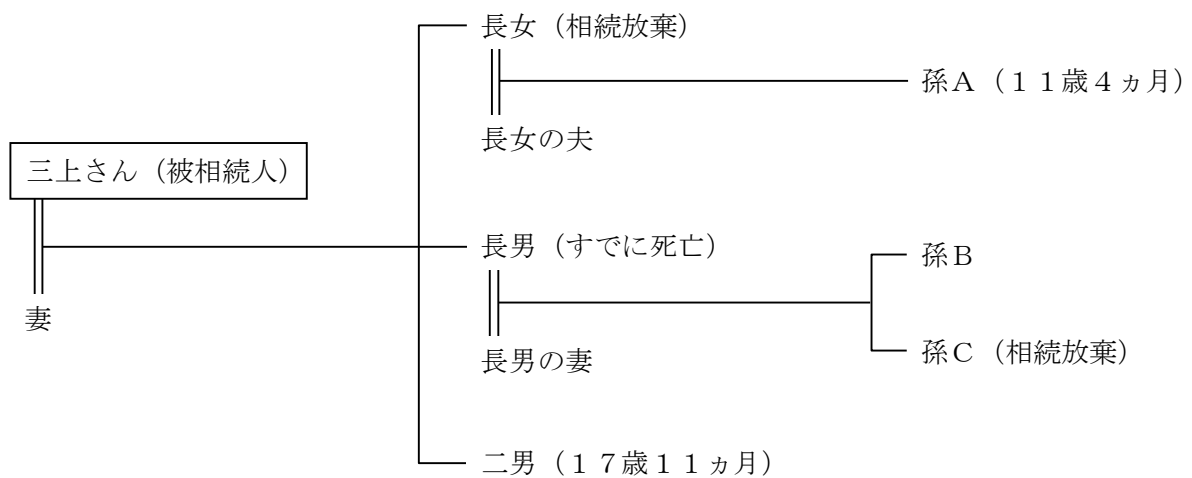 長女（相続放棄）
孫Ａ（１１歳４ヵ月）
長女の夫
三上さん（被相続人）
長男（すでに死亡）
孫Ｂ
妻
孫Ｃ（相続放棄）
長男の妻
二男（１７歳１１ヵ月）